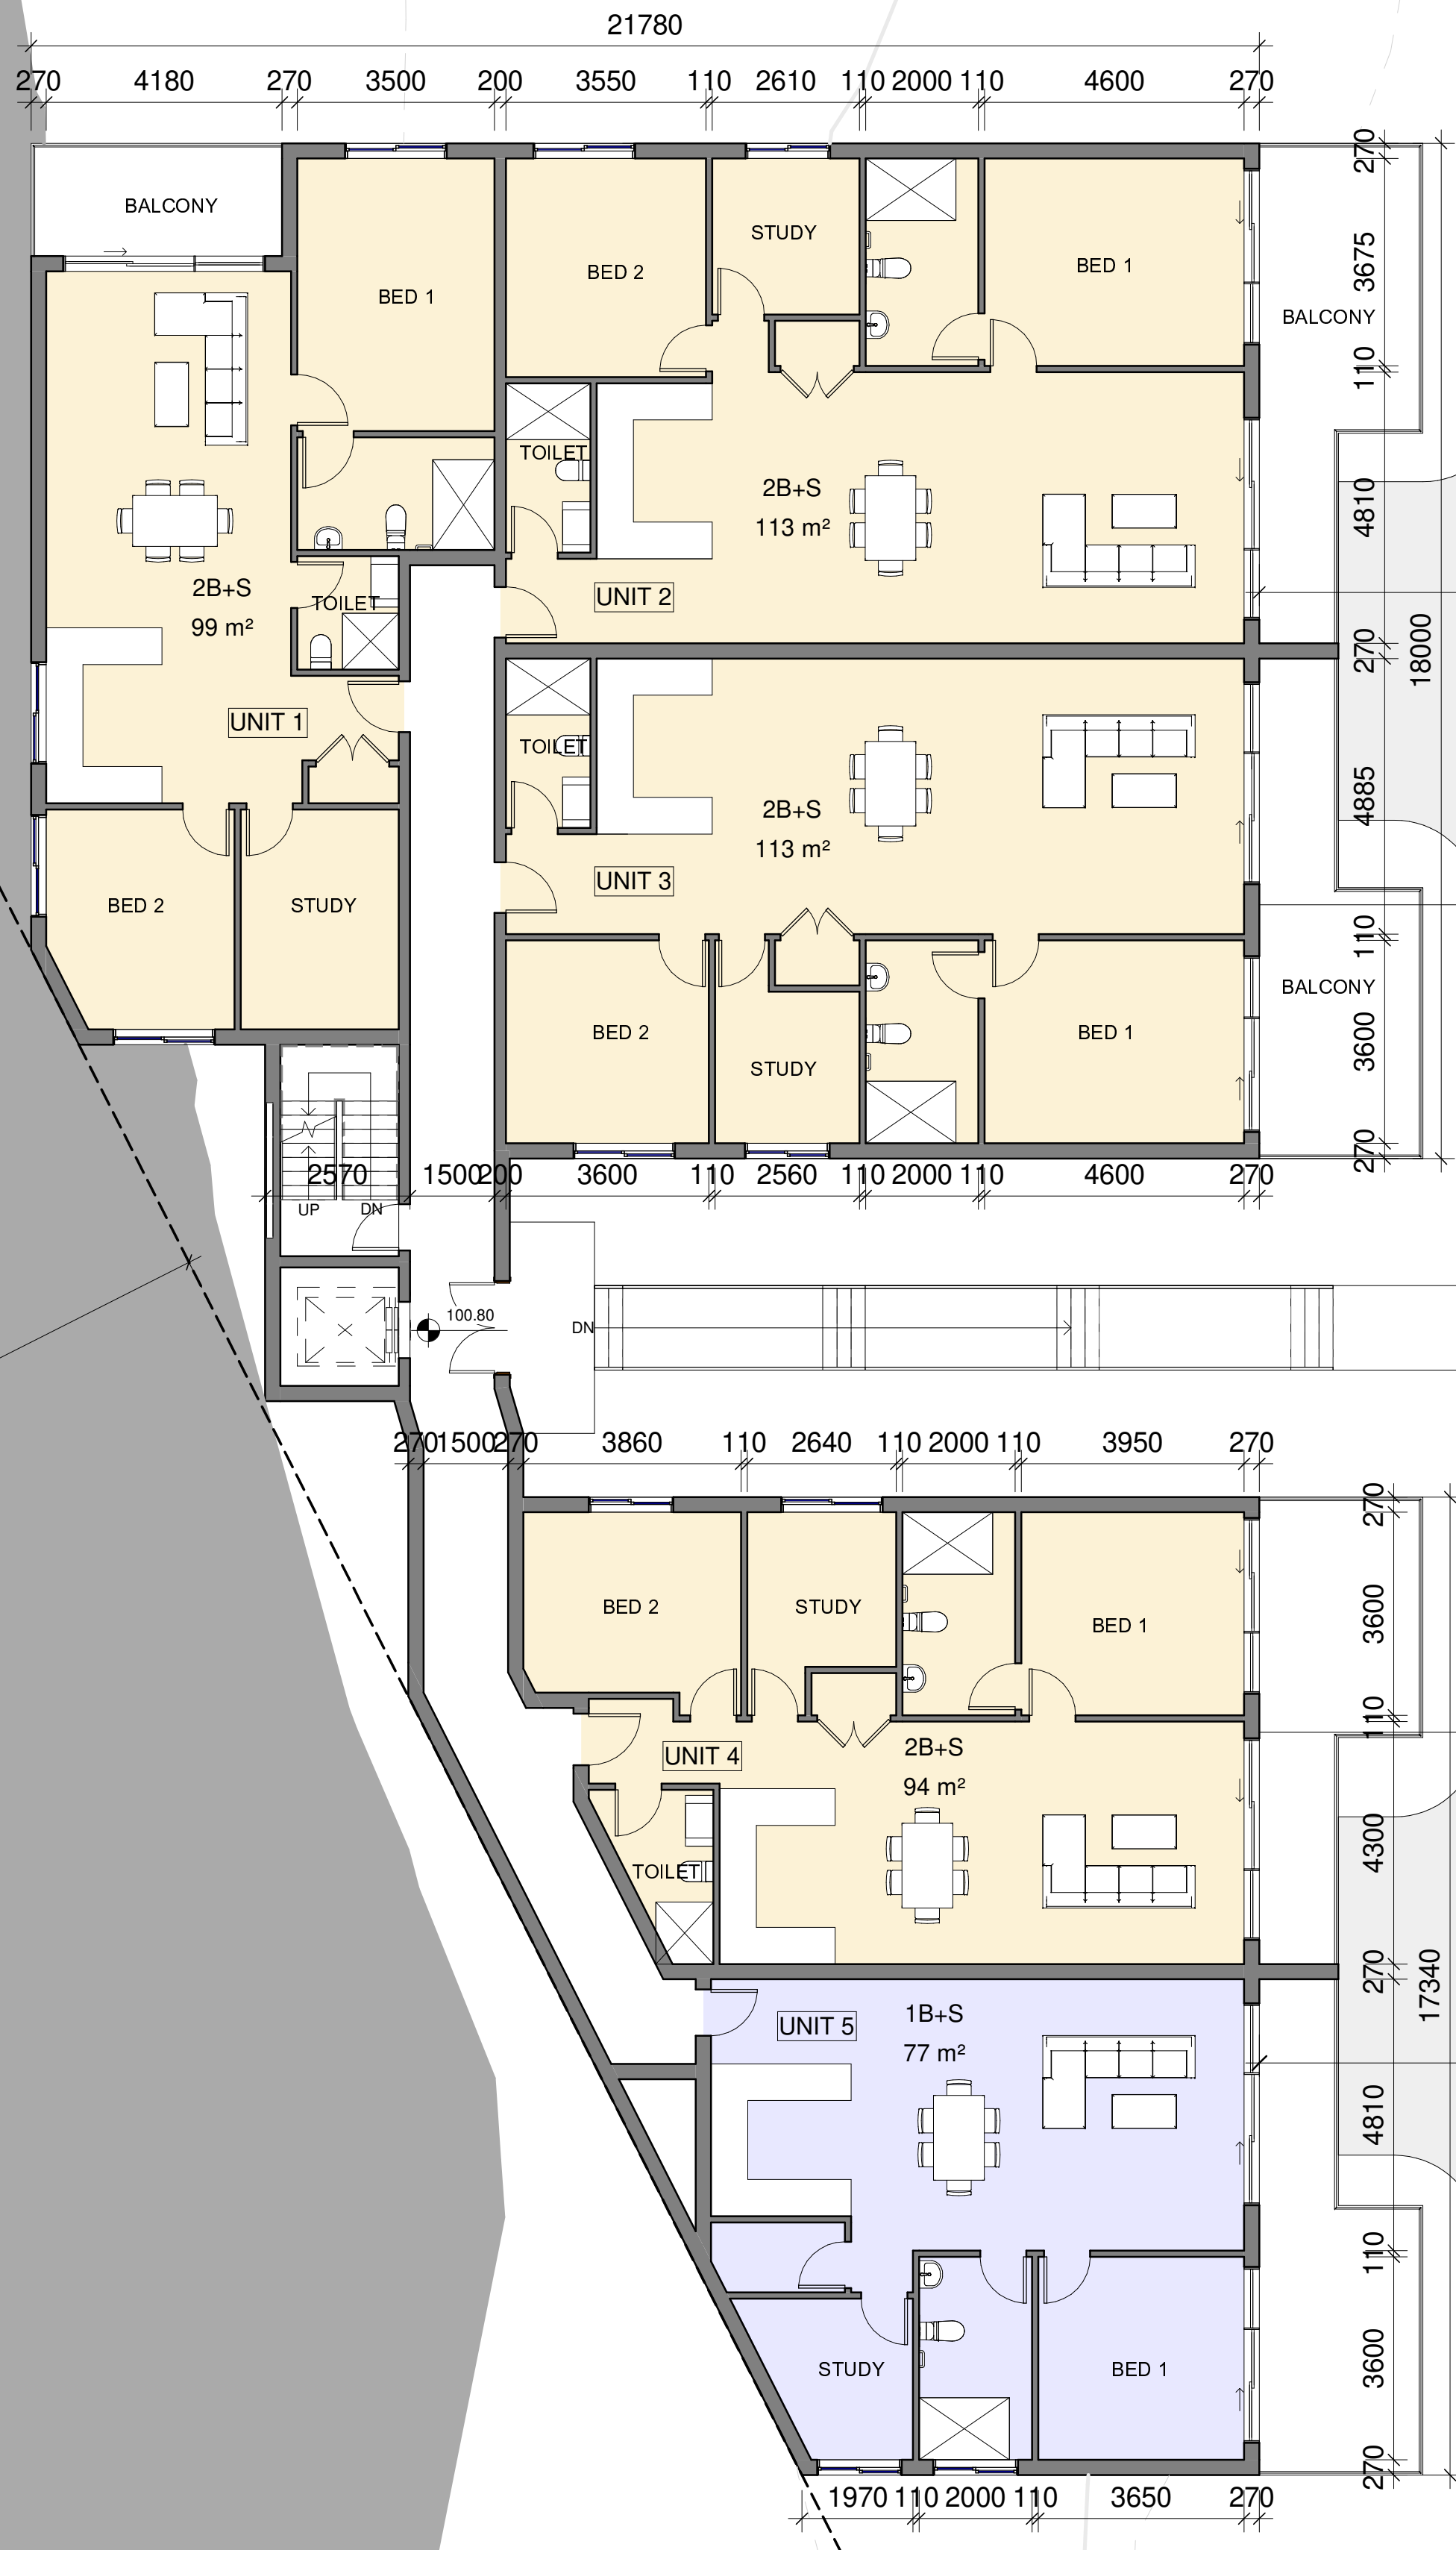 21780
270 4180 270 3500 200 3550 110 2610 110 2000 110 4600 270
270
BALCONY
STUDY
BED 2
BED 1
3675
BED 1
BALCONY
110
TOILET
2B+S
113 m²
4810
2B+S
99 m²
TOILET
UNIT 2
270
18000
UNIT 1
TOILET
2B+S
113 m²
4885
UNIT 3
BED 2
STUDY
110
BALCONY
BED 2
BED 1
STUDY
3600
270
2570 1500 200 3600 110 2560 110 2000 110 4600 270
UP DN
100.80
DN
270 1500 270 3860 110 2640 110 2000 110 3950 270
270
BED 2
STUDY
BED 1
3600
110
UNIT 4
2B+S
94 m²
4300
TOILET
270
17340
UNIT 5
1B+S
77 m²
4810
110
STUDY
BED 1
3600
270
1970 110 2000 110 3650 270